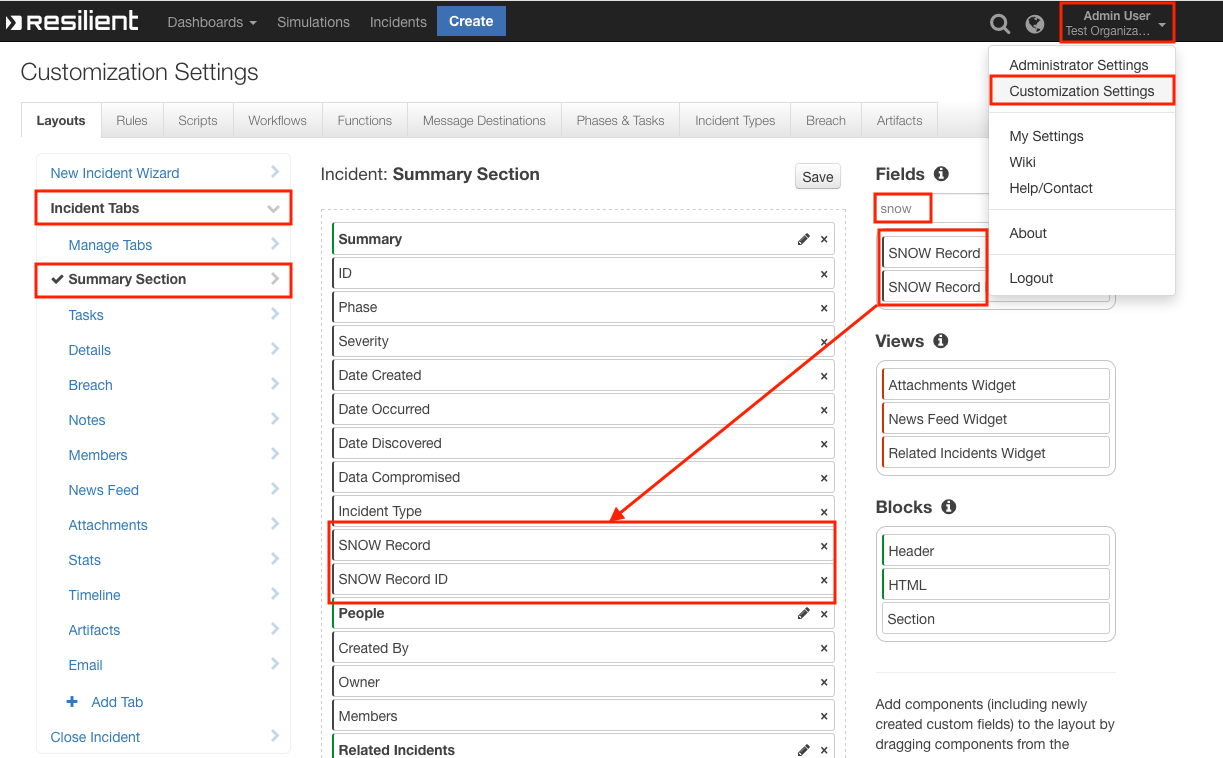 resilient
Dashboards
Simulations
Incidents
Create
Admin User
Test Organiza...
Administrator Settings
Customization Settings
My Settings
Wiki
Help/Contact
About
Logout
Customization Settings
Layouts
Rules
Scripts
Workflows
Functions
Message Destinations
Phases & Tasks
Incident Types
Breach
Artifacts
New Incident Wizard
Incident Tabs
Manage Tabs
Summary Section
Tasks
Details
Breach
Notes
Members
News Feed
Attachments
Stats
Timeline
Artifacts
Email
Add Tab
Close Incident
Incident: Summary Section
Save
Summary
ID
Phase
Severity
Date Created
Date Occurred
Date Discovered
Data Compromised
Incident Type
SNOW Record
SNOW Record ID
People
Created By
Owner
Members
Related Incidents
Fields
snow
SNOW Record
SNOW Record
Views
Attachments Widget
News Feed Widget
Related Incidents Widget
Blocks
Header
HTML
Section
Add components (including newly
created custom fields) to the layout by
dragging components from the